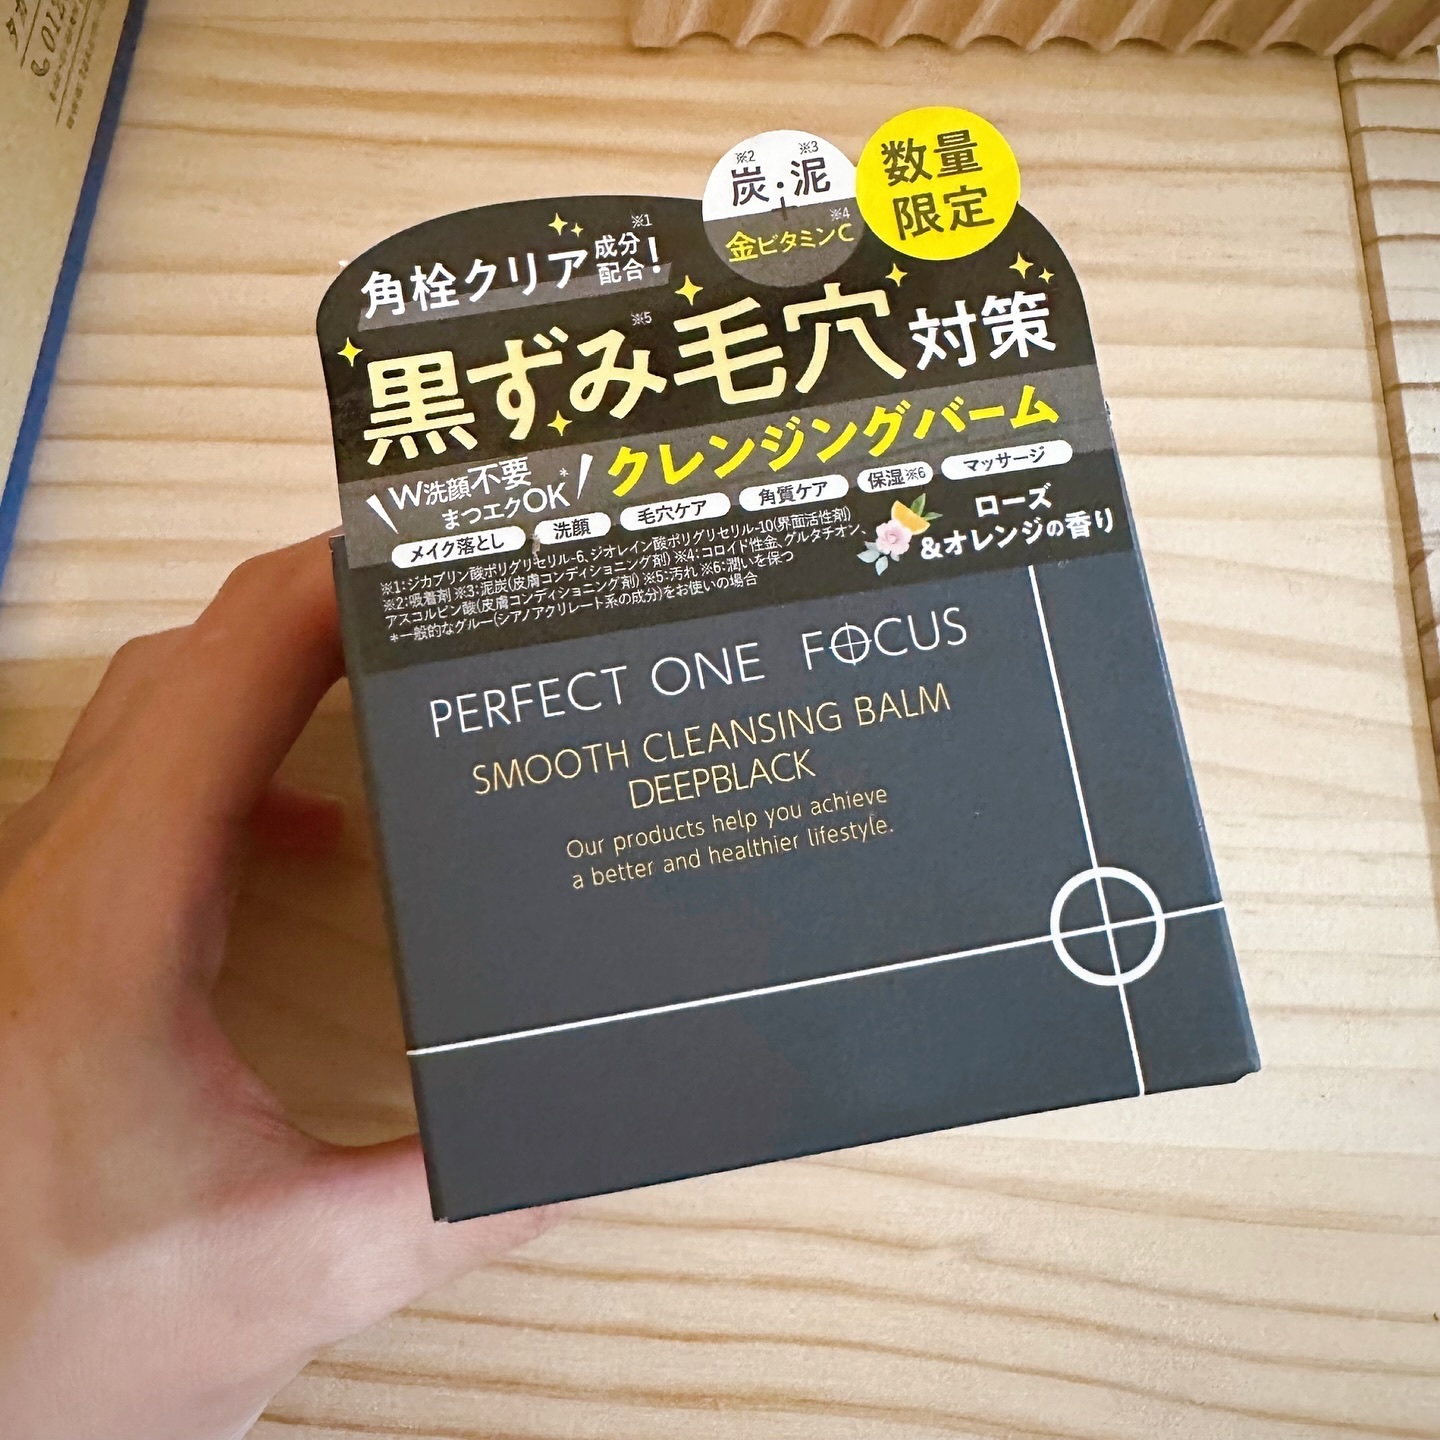 ※2 ※3
炭・泥
+
※4
金ビタミンC
数量
限定
※1
角栓クリア成分配合!
※5
黒ずみ毛穴対策
クレンジングバーム
W洗顔不要
まつエクOK*
メイク落とし 洗顔 毛穴ケア 角質ケア 保湿※6 マッサージ
ローズ
&オレンジの香り
※1:ジカプリン酸ポリグリセリル-6、ジオレイン酸ポリグリセリル-10(界面活性剤)
※2:吸着剤 ※3:泥炭(皮膚コンディショニング剤) ※4:コロイド性金、グルタチオン、
アスコルビン酸(皮膚コンディショニング剤) ※5:汚れ ※6:潤いを保つ
*一般的なグルー(シアノアクリレート系の成分)をお使いの場合
PERFECT ONE FOCUS
SMOOTH CLEANSING BALM
DEEPBLACK
Our products help you achieve
a better and healthier lifestyle.